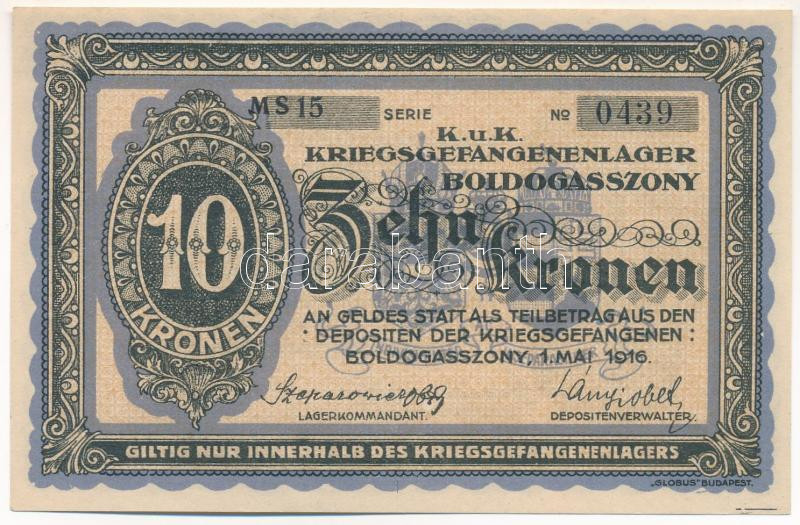 MS 15 SERIE No 0439
K.u.K.
KRIEGSGEFANGENENLAGER
BOLDOGASSZONY
Zehn
Kronen
10
KRONEN
AN GELDES STATT ALS TEILBETRAG AUS DEN
: DEPOSITEN DER KRIEGSGEFANGENEN :
BOLDOGASSZONY, 1. MAI 1916.
LAGERKOMMANDANT. DEPOSITENVERWALTER.
GILTIG NUR INNERHALB DES KRIEGSGEFANGENENLAGERS
„GLOBUS" BUDAPEST.
darabanth